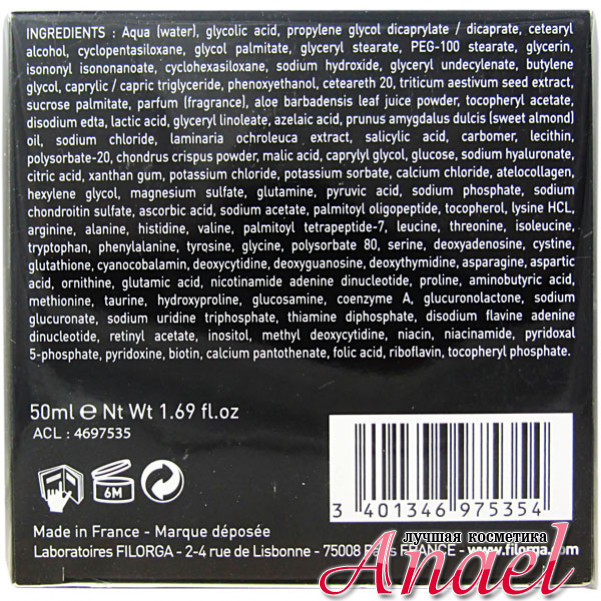 INGREDIENTS : Aqua (water), glycolic acid, propylene glycol dicaprylate / dicaprate, cetearyl
alcohol, cyclopentasiloxane, glycol palmitate, glyceryl stearate, PEG-100 stearate, glycerin,
isononyl isononanoate, cyclohexasiloxane, sodium hydroxide, glyceryl undecylenate, butylene
glycol, caprylic / capric triglyceride, phenoxyethanol, ceteareth 20, triticum aestivum seed extract,
sucrose palmitate, parfum (fragrance), aloe barbadensis leaf juice powder, tocopheryl acetate,
disodium edta, lactic acid, glyceryl linoleate, azelaic acid, prunus amygdalus dulcis (sweet almond)
oil, sodium chloride, laminaria ochroleuca extract, salicylic acid, carbomer, lecithin,
polysorbate-20, chondrus crispus powder, malic acid, caprylyl glycol, glucose, sodium hyaluronate,
citric acid, xanthan gum, potassium chloride, potassium sorbate, calcium chloride, atelocollagen,
hexylene glycol, magnesium sulfate, glutamine, pyruvic acid, sodium phosphate, sodium
chondroitin sulfate, ascorbic acid, sodium acetate, palmitoyl oligopeptide, tocopherol, lysine HCL,
arginine, alanine, histidine, valine, palmitoyl tetrapeptide-7, leucine, threonine, isoleucine,
tryptophan, phenylalanine, tyrosine, glycine, polysorbate 80, serine, deoxyadenosine, cystine,
glutathione, cyanocobalamin, deoxycytidine, deoxyguanosine, deoxythymidine, asparagine, aspartic
acid, ornithine, glutamic acid, nicotinamide adenine dinucleotide, proline, aminobutyric acid,
methionine, taurine, hydroxyproline, glucosamine, coenzyme A, glucuronolactone, sodium
glucuronate, sodium uridine triphosphate, thiamine diphosphate, disodium flavine adenine
dinucleotide, retinyl acetate, inositol, methyl deoxycytidine, niacin, niacinamide, pyridoxal
5-phosphate, pyridoxine, biotin, calcium pantothenate, folic acid, riboflavin, tocopheryl phosphate.
50ml e Nt Wt 1.69 fl.oz
ACL : 4697535
6M
3 401346 975354
Made in France - Marque déposée
Laboratoires FILORGA - 2-4 rue de Lisbonne - 75008 Paris FRANCE - www.filorga.com
лучшая косметика
Anael